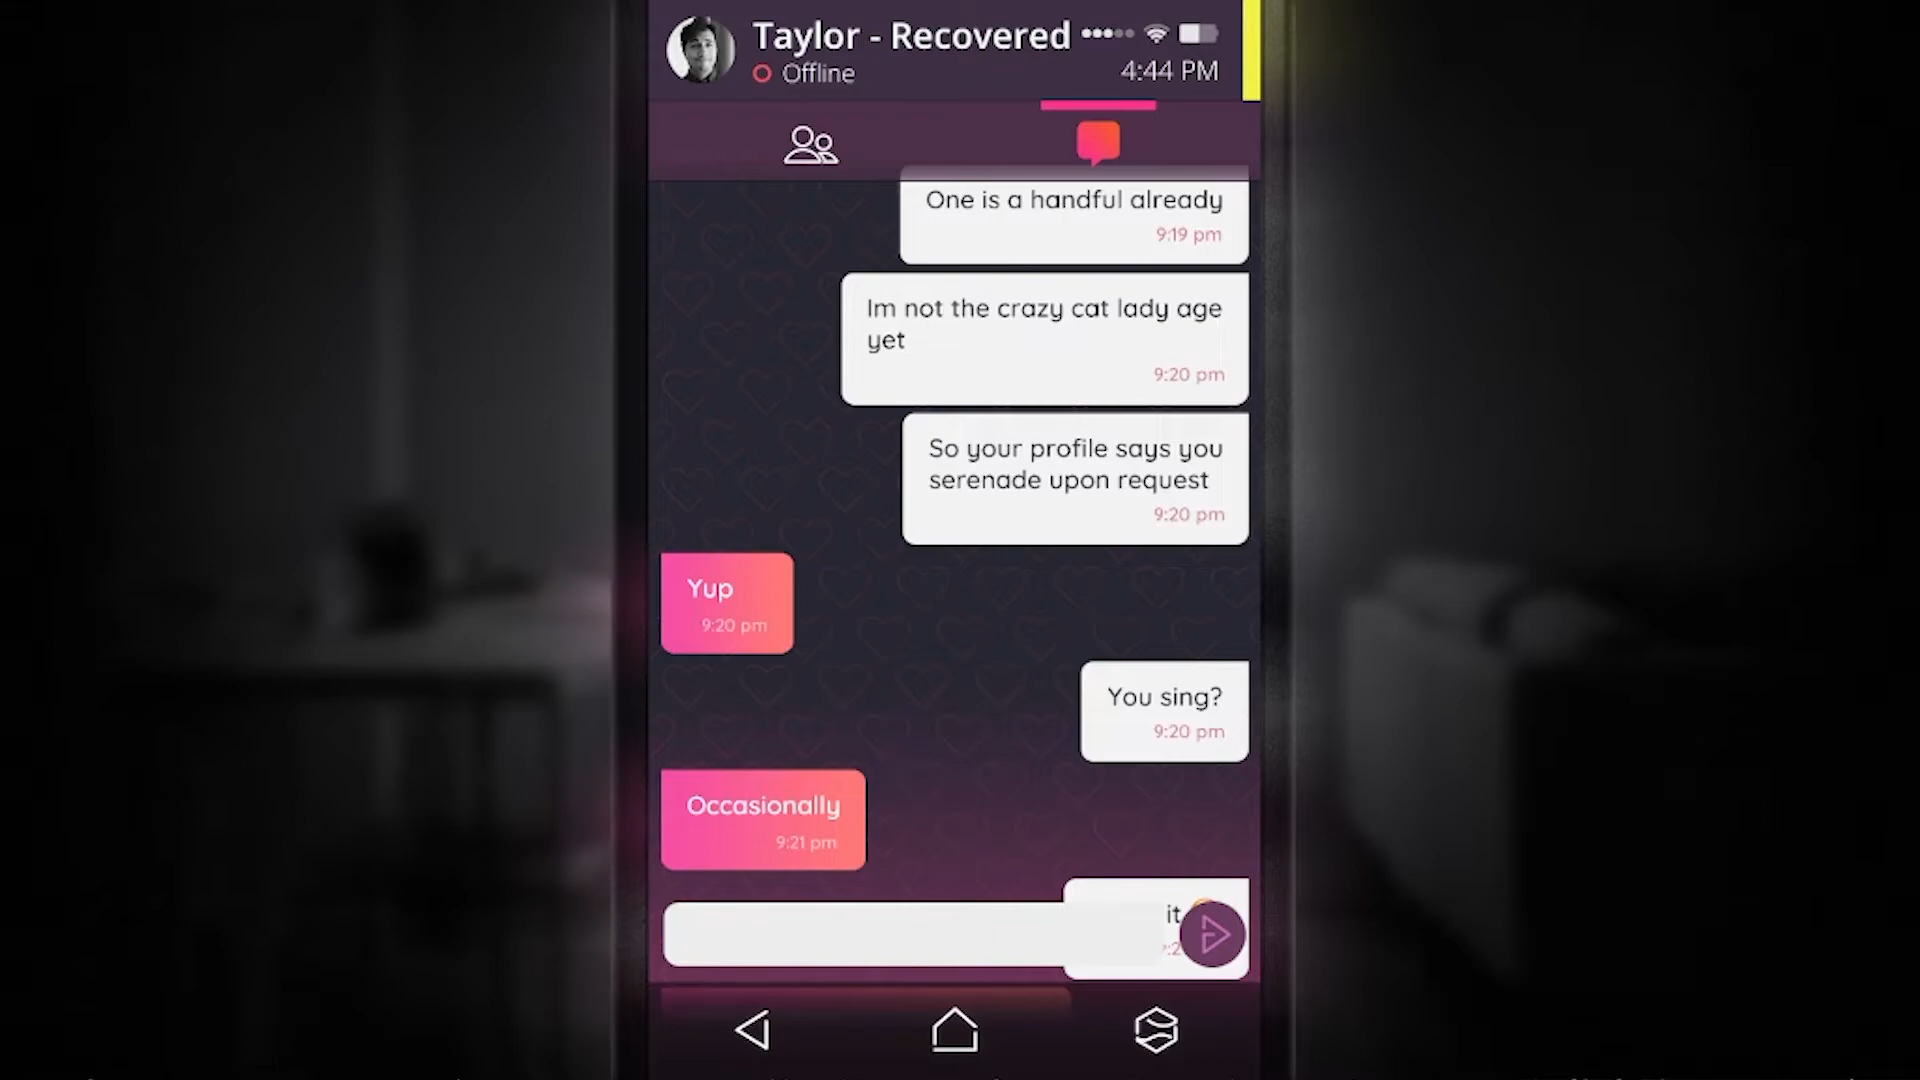 Taylor - Recovered
Offline
4:44 PM
One is a handful already
9:19 pm
Im not the crazy cat lady age
yet
9:20 pm
So your profile says you
serenade upon request
9:20 pm
Yup
9:20 pm
You sing?
9:20 pm
Occasionally
9:21 pm
it